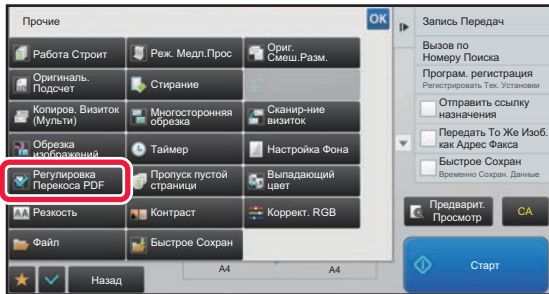 Прочие
OK
Работа Строит
Реж. Медл.Прос
Ориг.
Смеш.Разм.
Оригиналь.
Подсчет
Стирание
Копиров. Визиток
(Мульти)
Многосторонняя
обрезка
Сканир-ние
визиток
Обрезка
изображений
Таймер
Настройка Фона
Регулировка
Перекоса PDF
Пропуск пустой
страници
Выпадающий
цвет
Резкость
Контраст
Коррект. RGB
Файл
Быстрое Сохран
Назад
A4
A4
Запись Передач
Вызов по
Номеру Поиска
Програм. регистрация
Регистрировать Тек. Установки
Отправить ссылку
назначения
Передать То Же Изоб.
как Адрес Факса
Быстрое Сохран
Временно Сохран. Данные
Предварит.
Просмотр
CA
Старт